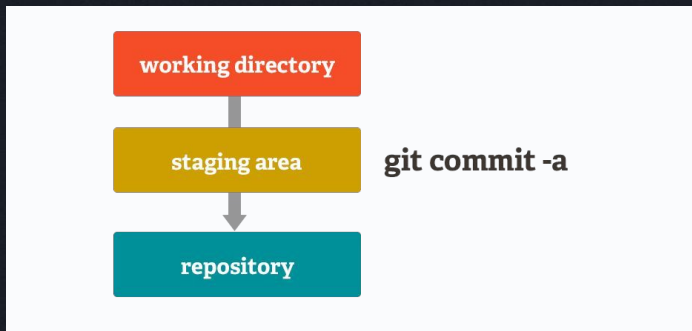 working directory
staging area
git commit -a
repository